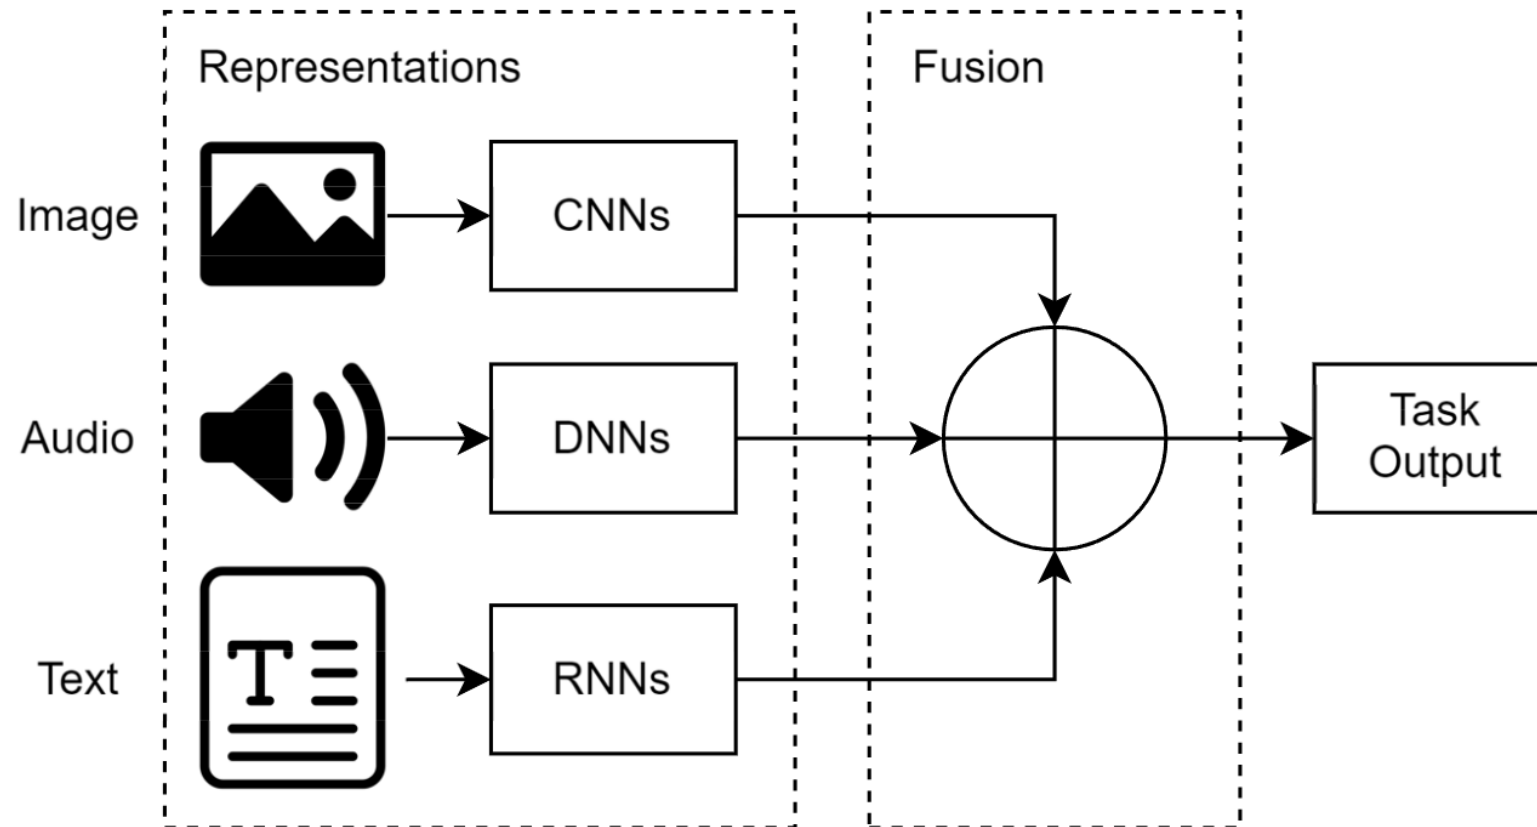 Representations
Fusion
Image
CNNs
Audio
DNNs
Task
Output
Text
T
RNNs